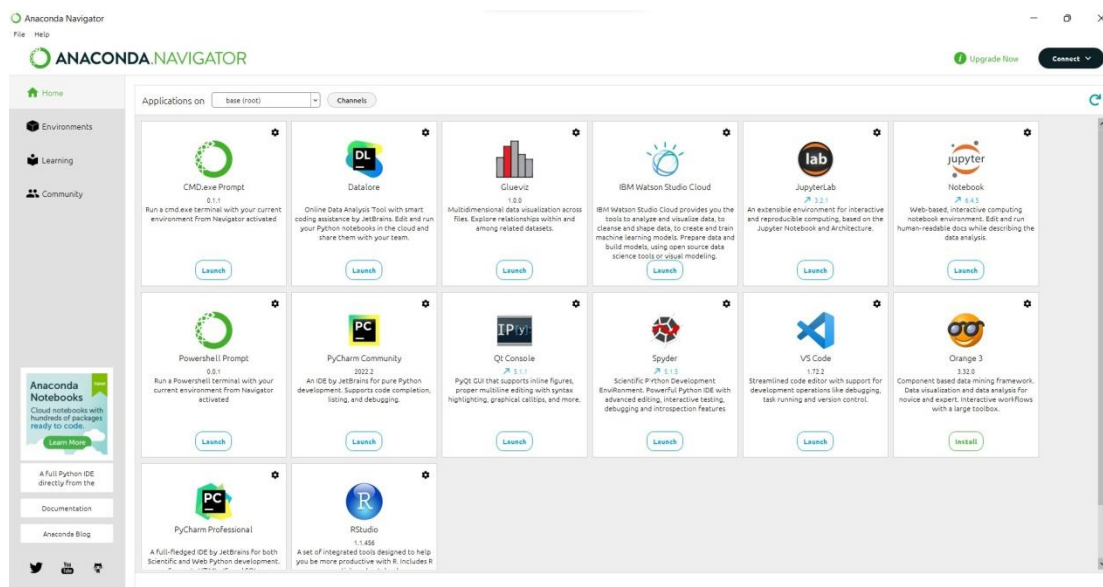 Anaconda Navigator
File Help
ANACONDA.NAVIGATOR
Upgrade Now
Connect
Home
Environments
Learning
Community
Applications on base (root) Channels
CMD.exe Prompt
0.1.1
Run a cmd.exe terminal with your current
environment from Navigator activated
Launch
DL
Datalore
Online Data Analysis Tool with smart
coding assistance by JetBrains. Edit and run
your Python notebooks in the cloud and
share them with your team.
Launch
Glueviz
1.0.0
Multidimensional data visualization across
files. Explore relationships within and
among related datasets.
Launch
IBM Watson Studio Cloud
IBM Watson Studio Cloud provides you the
tools to analyze and visualize data, to
cleanse and shape data, to create and train
machine learning models. Prepare data and
build models, using open source data
science tools or visual modeling.
Launch
lab
JupyterLab
3.2.1
An extensible environment for interactive
and reproducible computing, based on the
Jupyter Notebook and Architecture.
Launch
jupyter
Notebook
6.4.5
Web-based, interactive computing
notebook environment. Edit and run
human-readable docs while describing the
data analysis.
Launch
Powershell Prompt
0.0.1
Run a Powershell terminal with your
current environment from Navigator
activated
Launch
PC
PyCharm Community
2022.2
An IDE by JetBrains for pure Python
development. Supports code completion,
listing, and debugging.
Launch
IP[y]:
Qt Console
5.1.1
PyQt GUI that supports inline figures,
proper multiline editing with syntax
highlighting, graphical calltips, and more.
Launch
Spyder
5.1.5
Scientific Python Development
EnviRonment. Powerful Python IDE with
advanced editing, interactive testing,
debugging and introspection features
Launch
VS Code
1.72.2
Streamlined code editor with support for
development operations like debugging,
task running and version control.
Launch
Orange 3
3.32.0
Component based data mining framework.
Data visualization and data analysis for
novice and expert. Interactive workflows
with a large toolbox.
Install
PC
PyCharm Professional
A full-fledged IDE by JetBrains for both
Scientific and Web Python development.
R
RStudio
1.1.456
A set of integrated tools designed to help
you be more productive with R. Includes R
Anaconda
Notebooks
Cloud notebooks with
hundreds of packages
ready to code.
Learn More
A Full Python IDE
directly from the
Documentation
Anaconda Blog
You
Tube